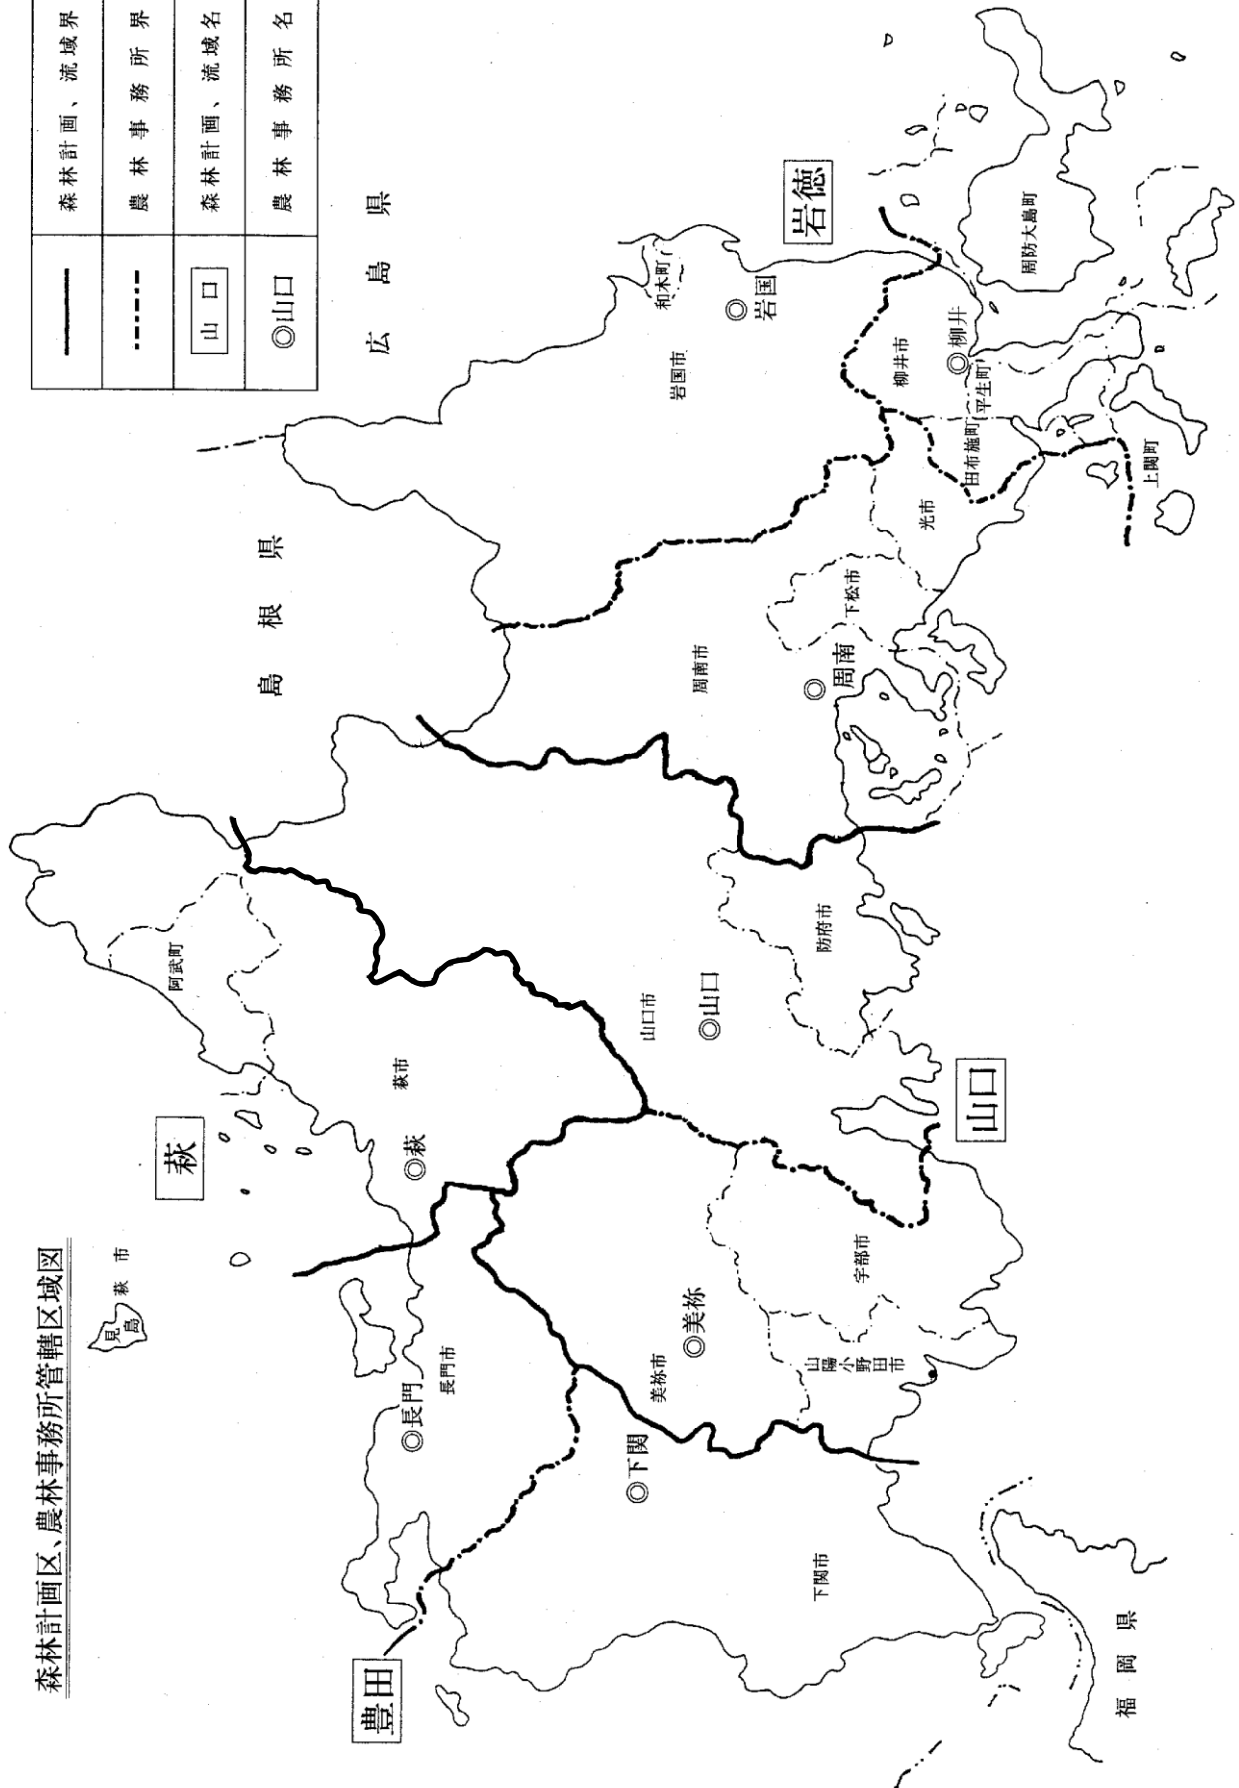 森林計画区、農林事務所管轄区域図
森林計画、流域界
農林事務所界
山口
森林計画、流域名
◎山口
農林事務所名
島根県
広島県
福岡県
萩
豊田
山口
岩徳
見島
萩市
阿武町
萩市
◎萩
◎長門
長門市
◎下関
下関市
美祢市
◎美祢
山陽小野田市
宇部市
山口市
◎山口
防府市
周南市
◎周南
下松市
光市
岩国市
◎岩国
和木町
柳井市
◎柳井
平生町
田布施町
上関町
周防大島町